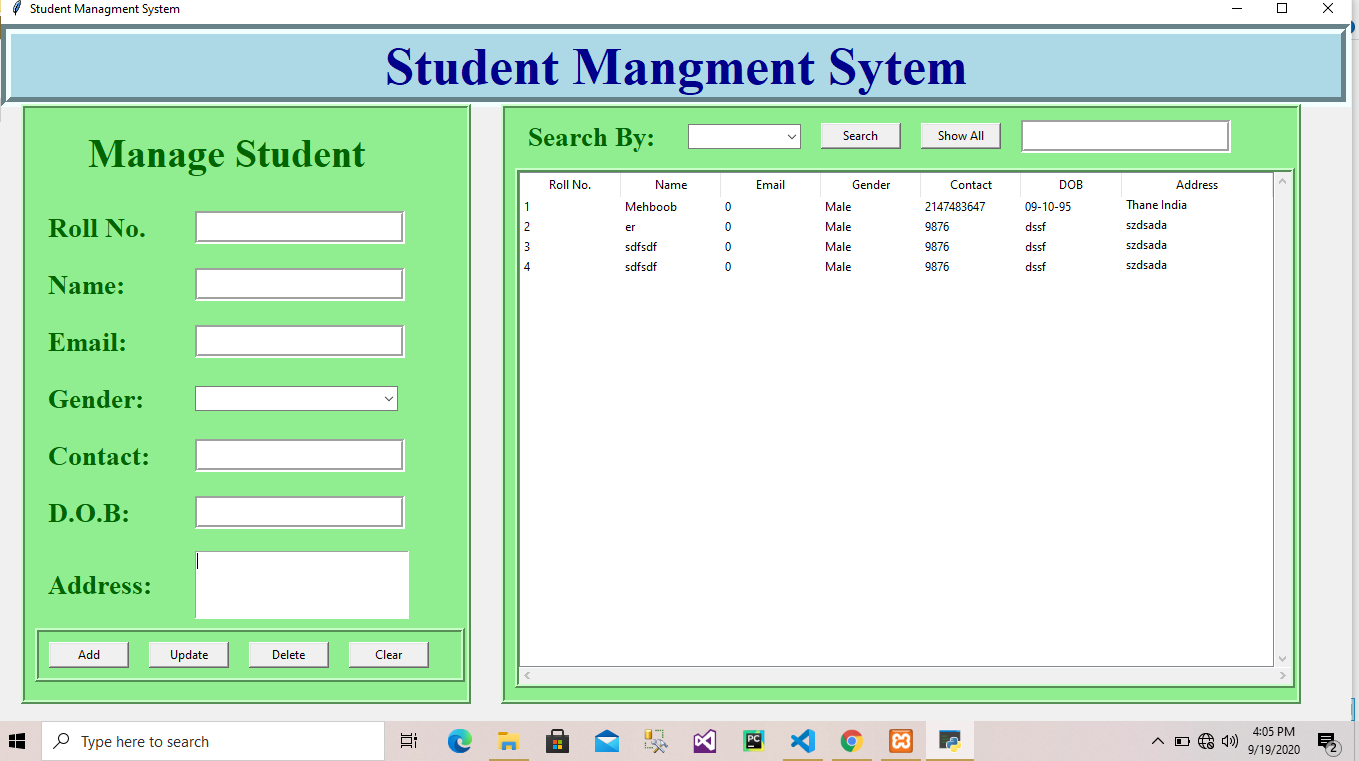 Student Managment System
Student Mangment Sytem
Manage Student
Roll No.
Name:
Email:
Gender:
Contact:
D.O.B:
Address:
Add Update Delete Clear
Search By: Search Show All
Roll No. Name Email Gender Contact DOB Address
1 Mehboob 0 Male 2147483647 09-10-95 Thane India
2 er 0 Male 9876 dssf szdsada
3 sdfsdf 0 Male 9876 dssf szdsada
4 sdfsdf 0 Male 9876 dssf szdsada
Type here to search
PC
4:05 PM
9/19/2020
2